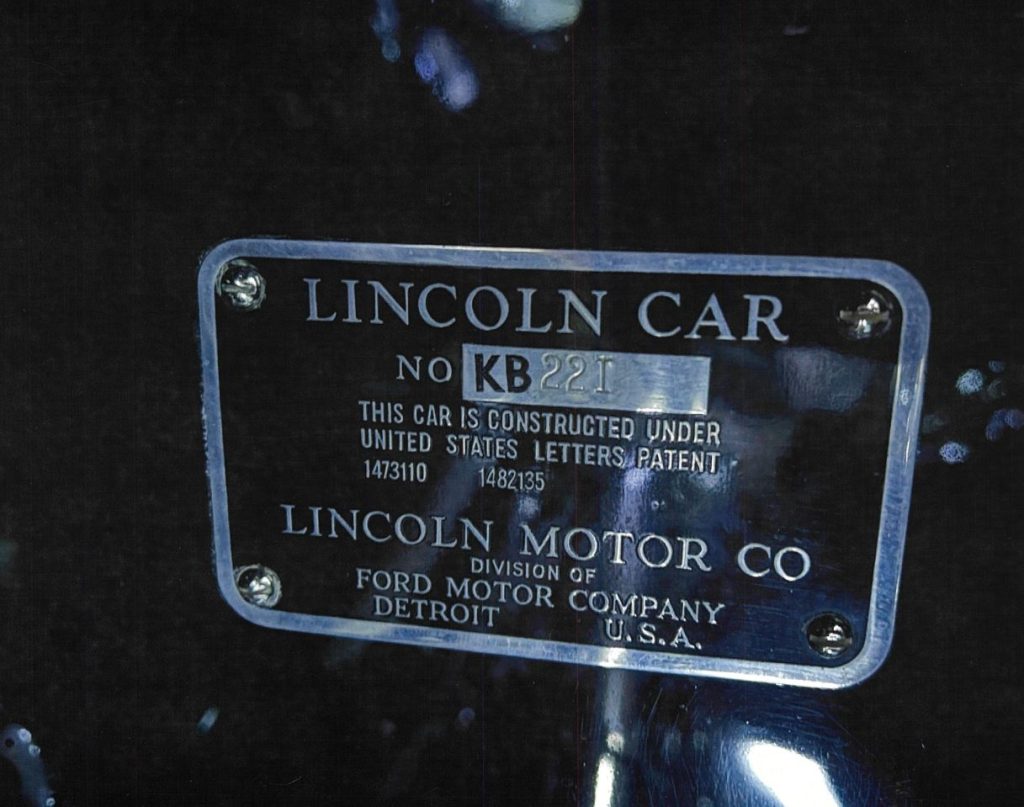 LINCOLN CAR
NO KB 221
THIS CAR IS CONSTRUCTED UNDER
UNITED STATES LETTERS PATENT
1473110 1482135
LINCOLN MOTOR CO
DIVISION OF
FORD MOTOR COMPANY
DETROIT U.S.A.